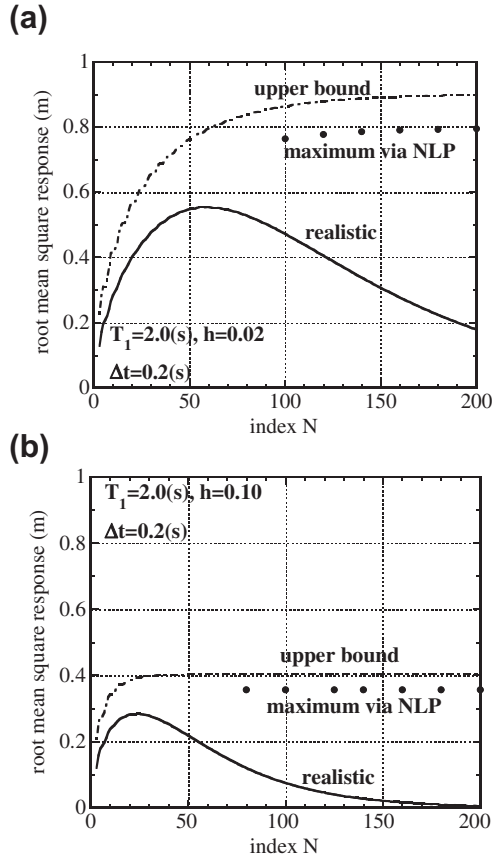 (a)
root mean square response (m)
1
0.8
0.6
0.4
0.2
0
upper bound
maximum via NLP
realistic
T1=2.0(s), h=0.02
Δt=0.2(s)
0 50 100 150 200
index N
(b)
root mean square response (m)
1
0.8
0.6
0.4
0.2
0
T1=2.0(s), h=0.10
Δt=0.2(s)
upper bound
maximum via NLP
realistic
0 50 100 150 200
index N